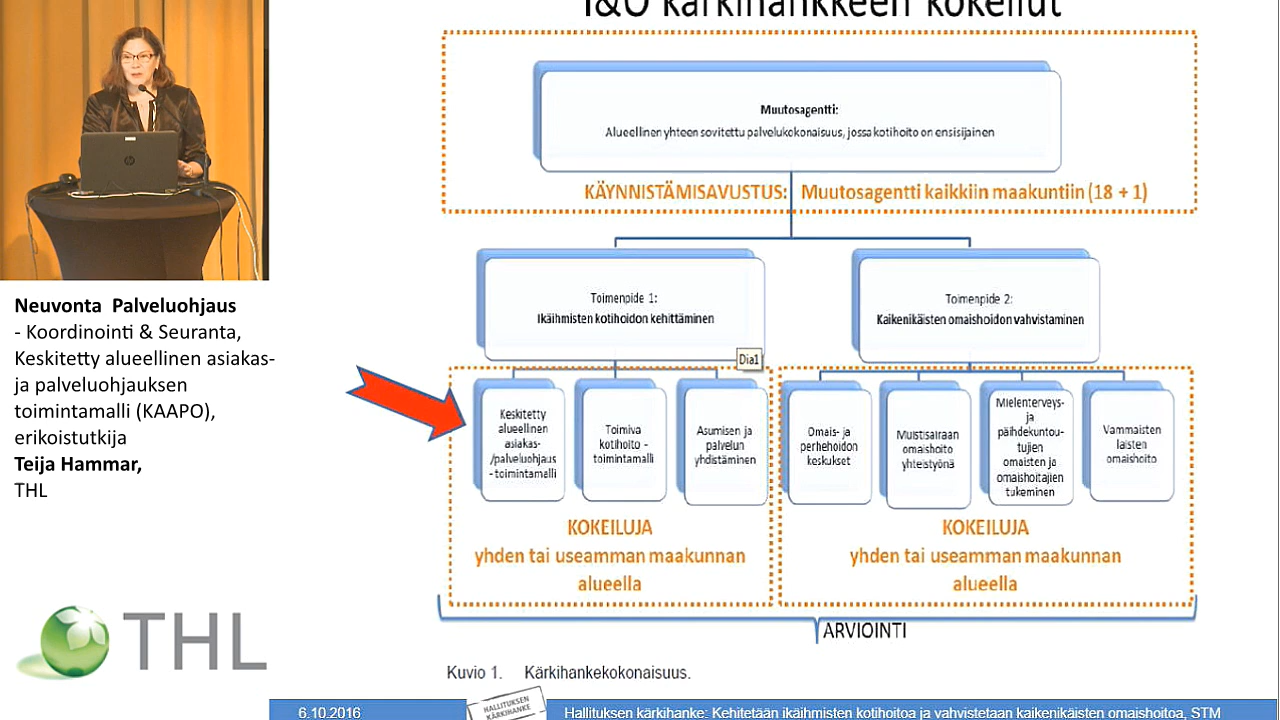 I&O kärkihankkeen kokeilut
Muutosagentti:
Alueellinen yhteen sovitettu palvelukokonaisuus, jossa kotihoito on ensisijainen
KÄYNNISTÄMISAVUSTUS: Muutosagentti kaikkiin maakuntiin (18 + 1)
Neuvonta Palveluohjaus
- Koordinointi & Seuranta,
Keskitetty alueellinen asiakas-
ja palveluohjauksen
toimintamalli (KAAPO),
erikoistutkija
Teija Hammar,
THL
THL
Toimenpide 1:
Ikäihmisten kotihoidon kehittäminen
Toimenpide 2:
Kaikenikäisten omaishoidon vahvistaminen
Dia1
Keskitetty
alueellinen
asiakas-
/palveluohjaus
- toimintamalli
Toimiva
kotihoito -
toimintamalli
Asumisen ja
palvelun
yhdistäminen
Omais- ja
perhehoidon
keskukset
Muistisairaan
omaishoito
yhteistyönä
Mielenterveys-
ja
päihdekuntou-
tujien
omaisten ja
omaishoitajien
tukeminen
Vammaisten
laisten
omaishoito
KOKEILUJA
yhden tai useamman maakunnan
alueella
KOKEILUJA
yhden tai useamman maakunnan
alueella
ARVIOINTI
Kuvio 1. Kärkihankekokonaisuus.
6.10.2016
HALLITUKSEN
KÄRKIHANKE
Hallituksen kärkihanke: Kehitetään ikäihmisten kotihoitoa ja vahvistetaan kaikenikäisten omaishoitoa, STM
hp